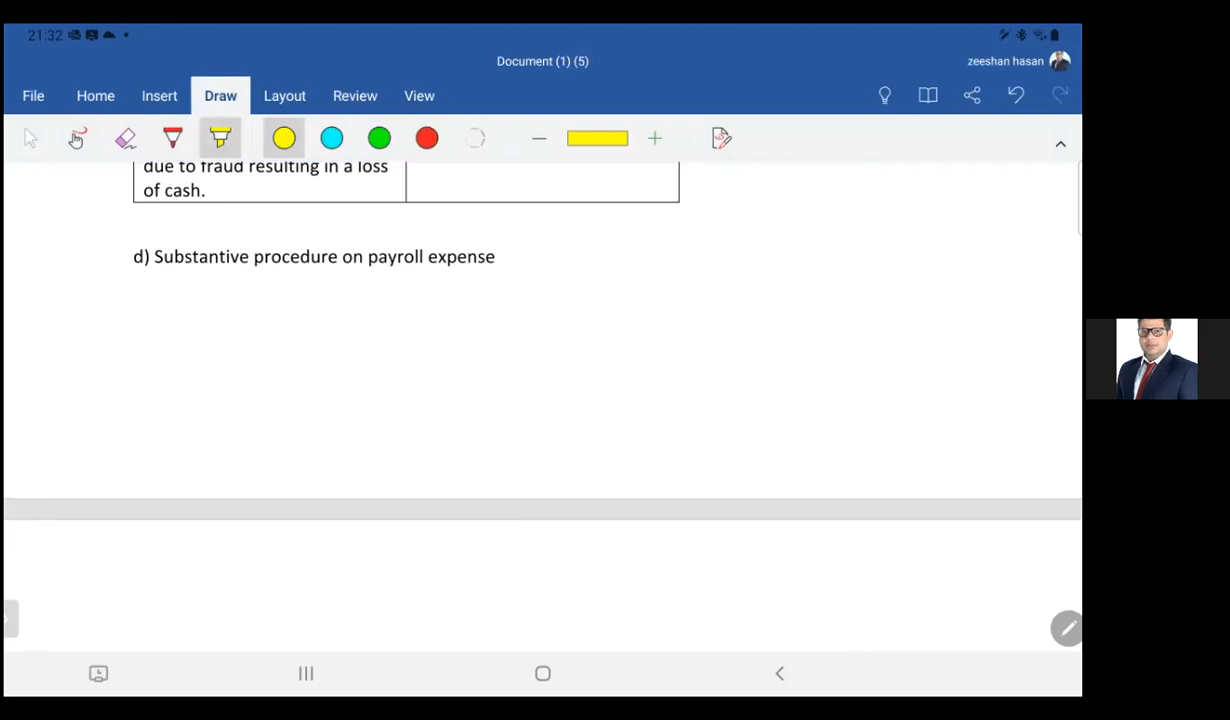 21:32
Document (1) (5)
zeeshan hasan
File Home Insert Draw Layout Review View
due to fraud resulting in a loss
of cash.
d) Substantive procedure on payroll expense